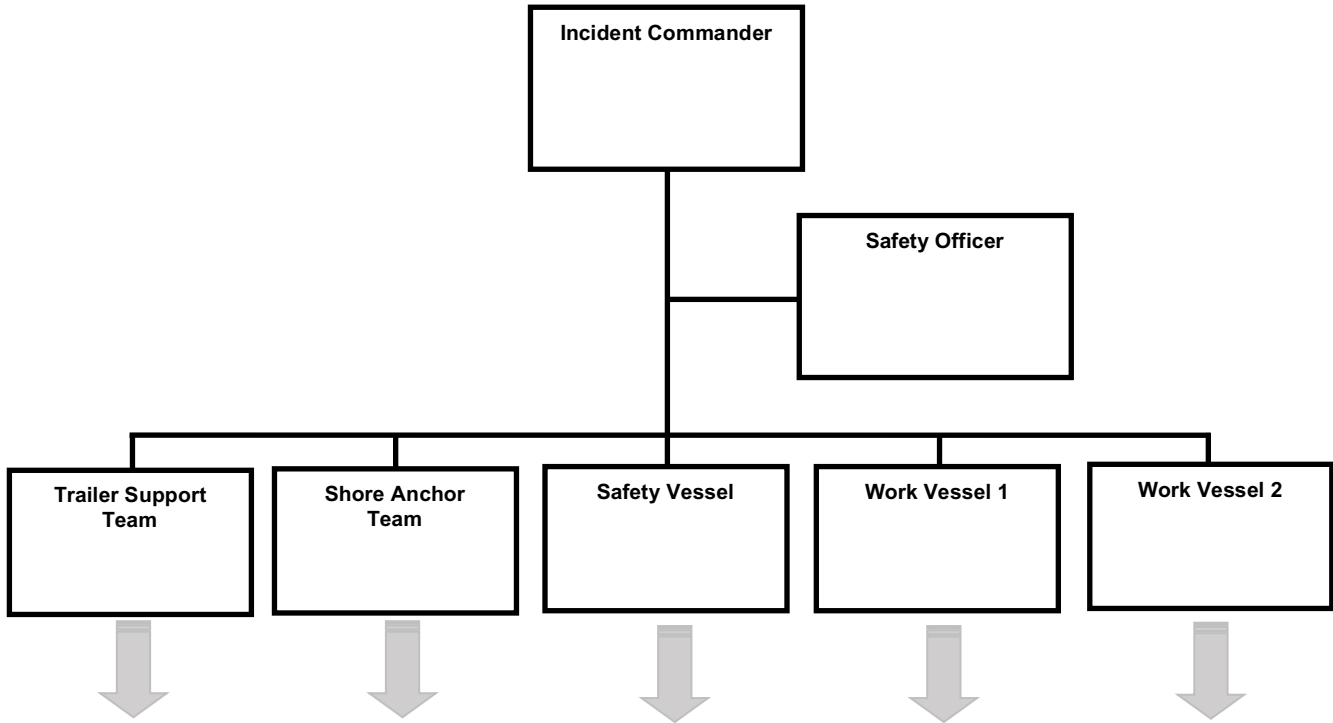 Incident Commander
Safety Officer
Trailer Support
Team
Shore Anchor
Team
Safety Vessel
Work Vessel 1
Work Vessel 2